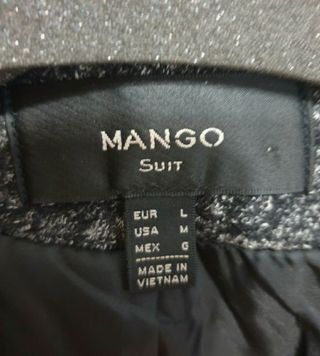 MANGO
SUIT
EUR L
USA M
MEX G
MADE IN
VIETNAM